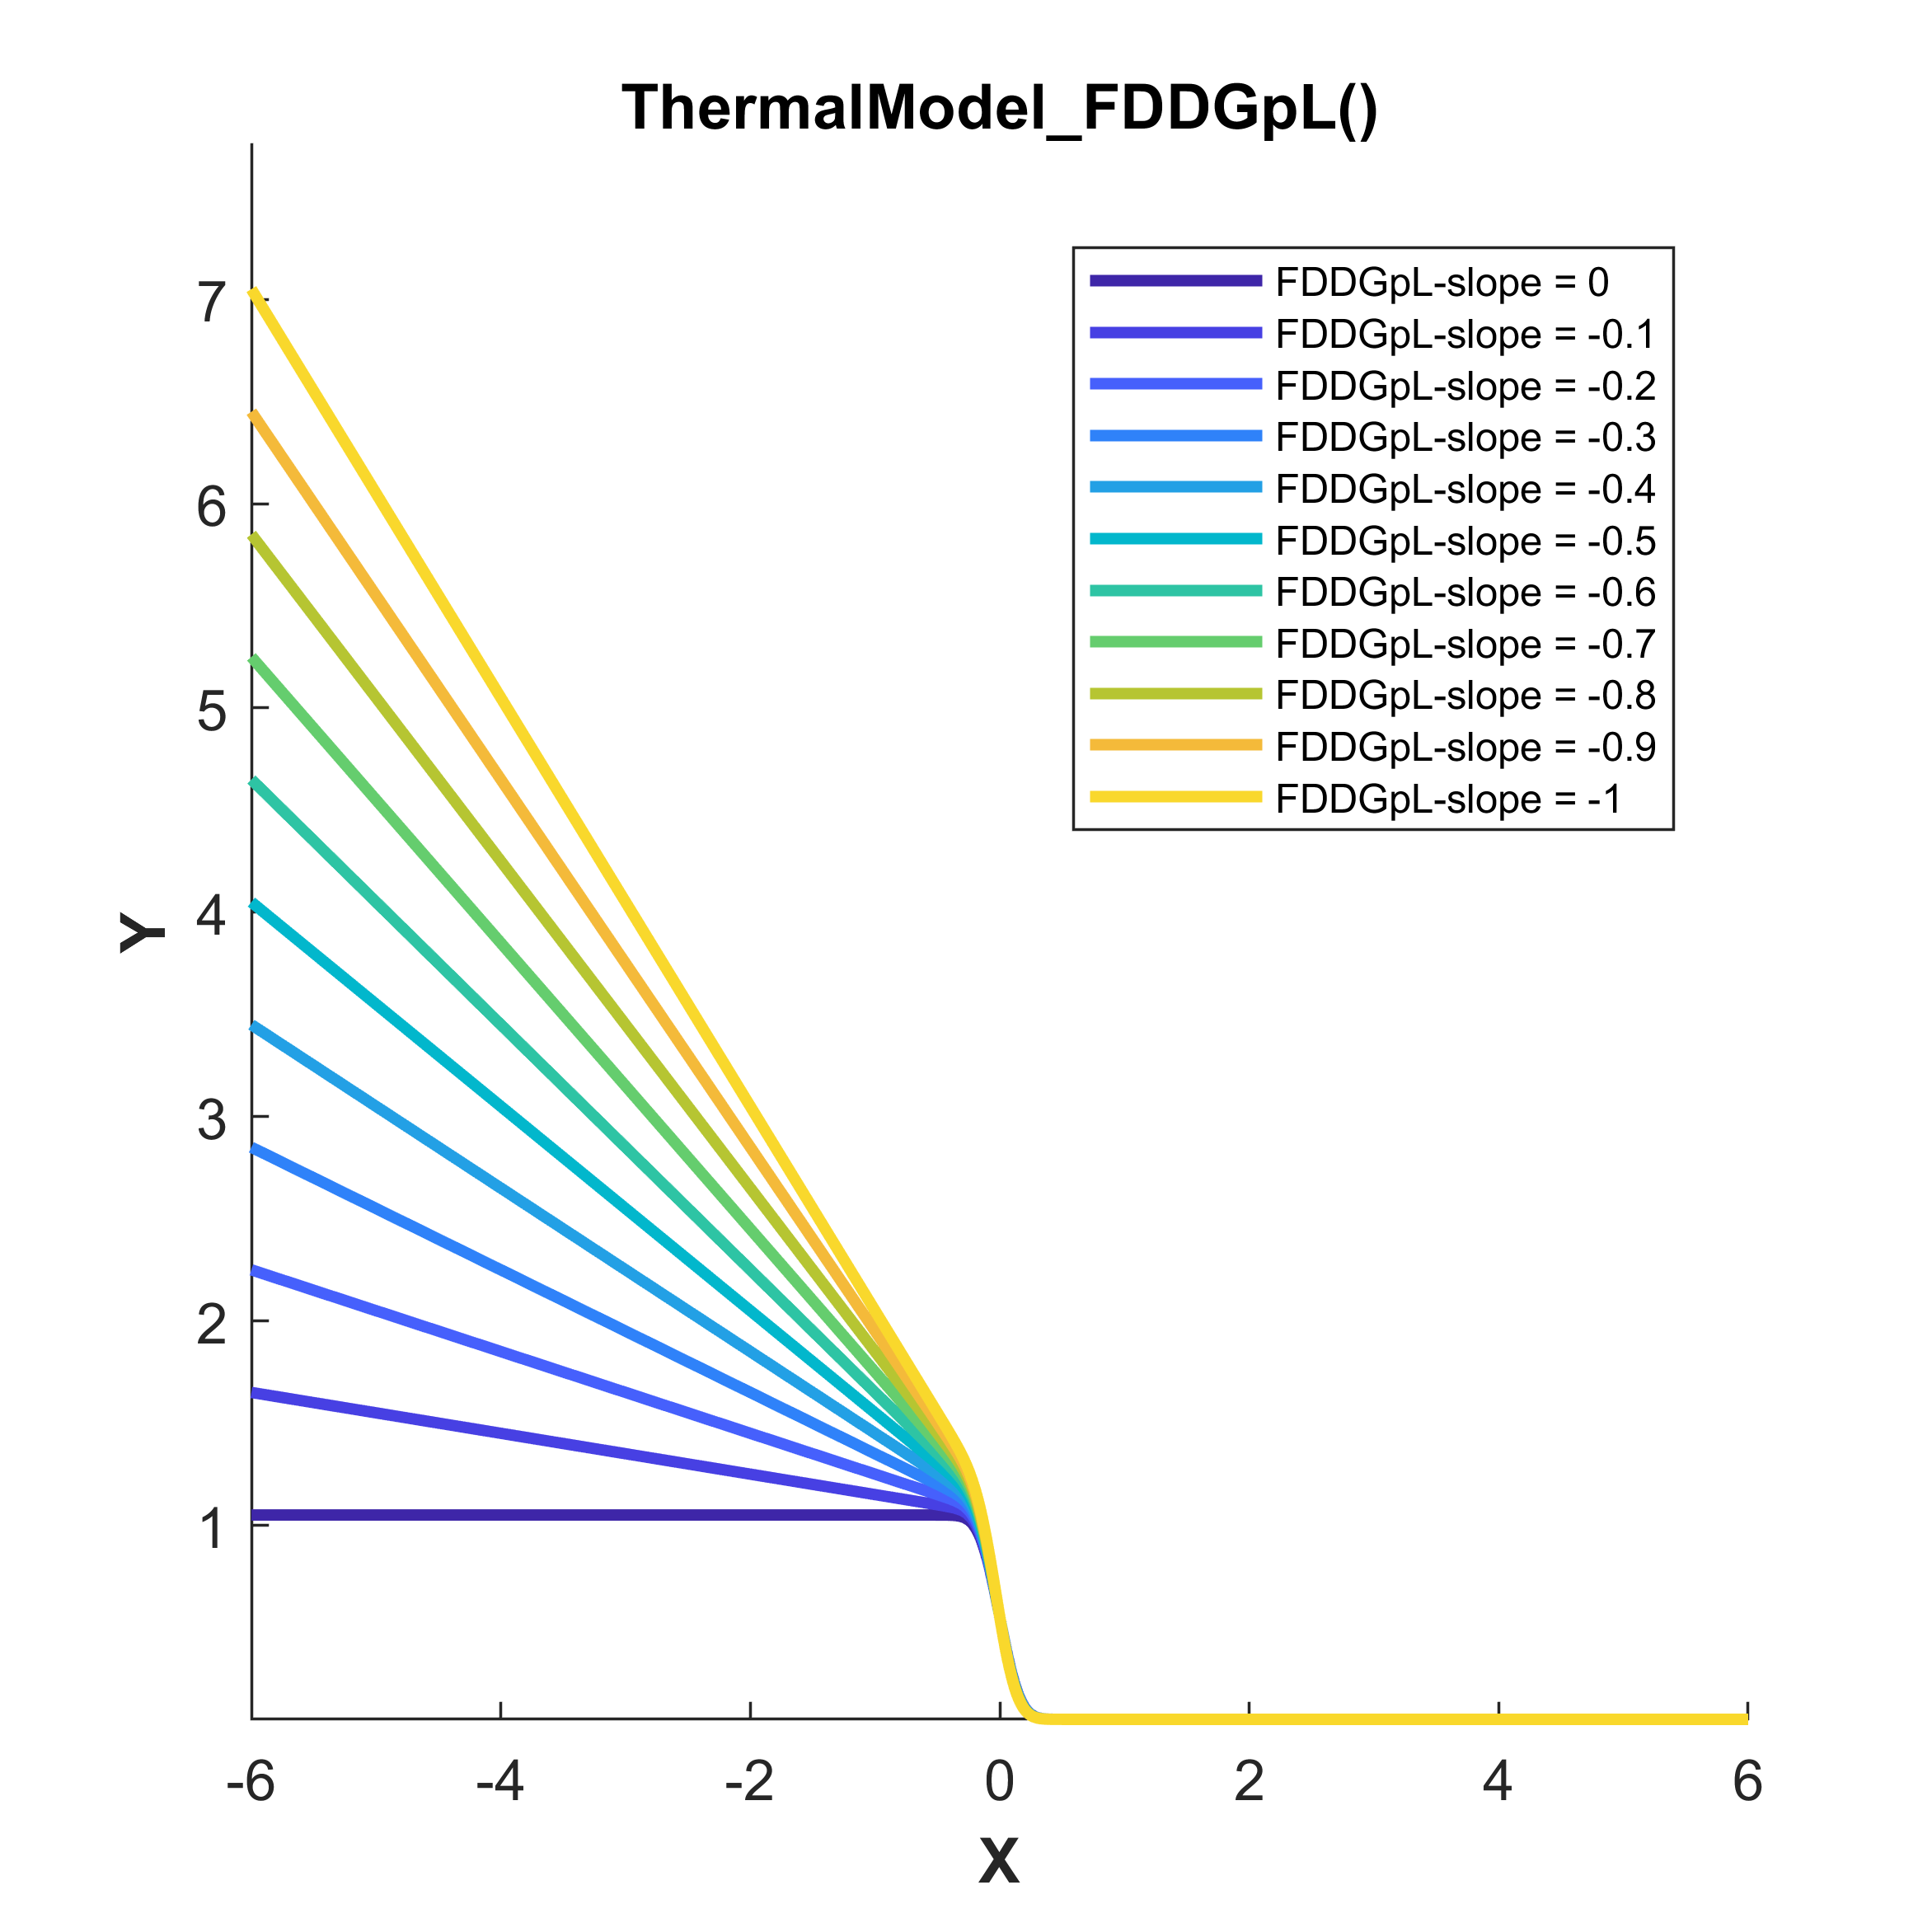 ThermalModel_FDDGpL()
FDDGpL-slope = 0
FDDGpL-slope = -0.1
FDDGpL-slope = -0.2
FDDGpL-slope = -0.3
FDDGpL-slope = -0.4
FDDGpL-slope = -0.5
FDDGpL-slope = -0.6
FDDGpL-slope = -0.7
FDDGpL-slope = -0.8
FDDGpL-slope = -0.9
FDDGpL-slope = -1
7
6
5
4
3
2
1
Y
-6 -4 -2 0 2 4 6
X